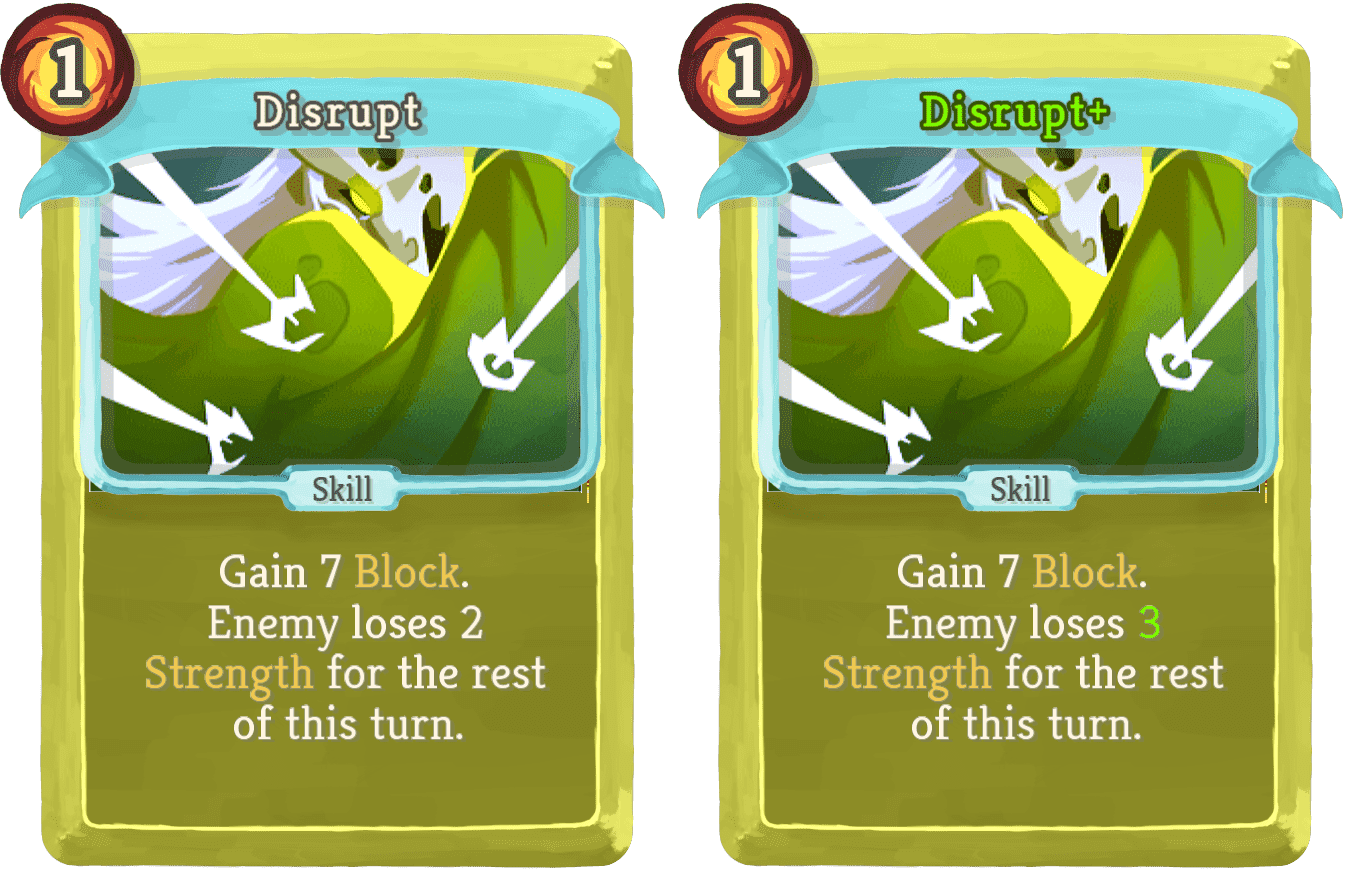 1
Disrupt
Skill
Gain 7 Block.
Enemy loses 2
Strength for the rest
of this turn.
1
Disrupt+
Skill
Gain 7 Block.
Enemy loses 3
Strength for the rest
of this turn.